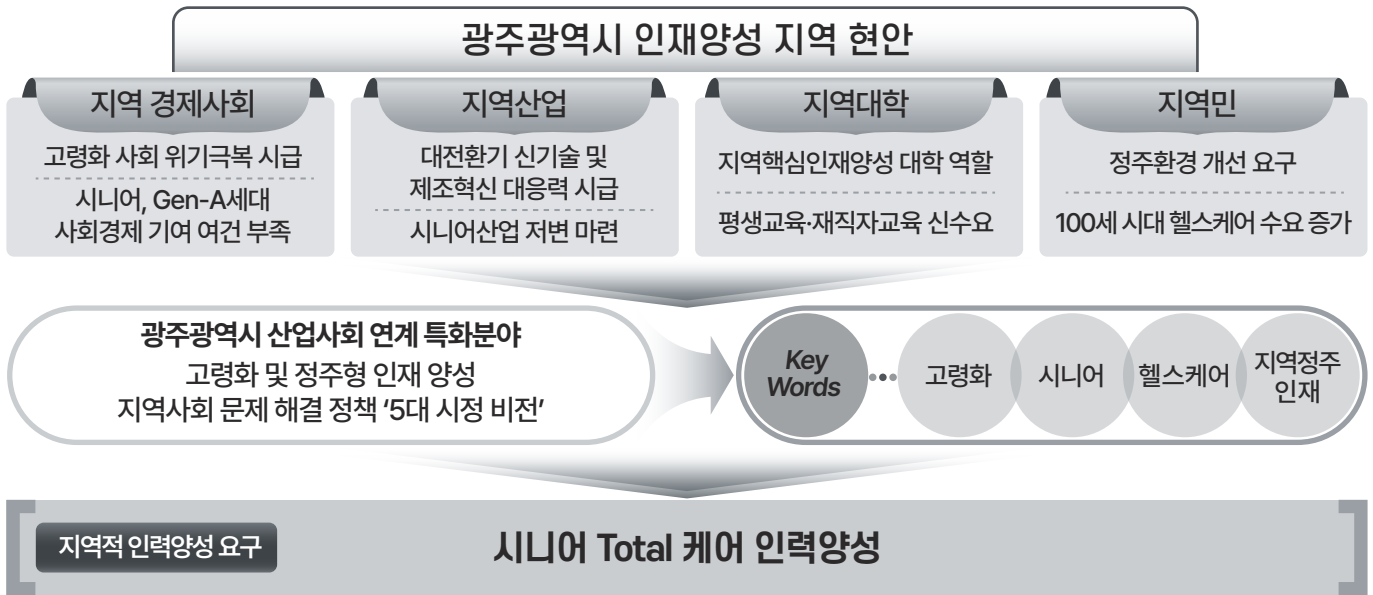 광주광역시 인재양성 지역 현안
지역 경제사회
고령화 사회 위기극복 시급
시니어, Gen-A세대
사회경제 기여 여건 부족
지역산업
대전환기 신기술 및
제조혁신 대응력 시급
시니어산업 저변 마련
지역대학
지역핵심인재양성 대학 역할
평생교육·재직자교육 신수요
지역민
정주환경 개선 요구
100세 시대 헬스케어 수요 증가
광주광역시 산업사회 연계 특화분야
고령화 및 정주형 인재 양성
지역사회 문제 해결 정책 ‘5대 시정 비전’
Key
Words
고령화
시니어
헬스케어
지역정주
인재
지역적 인력양성 요구
시니어 Total 케어 인력양성